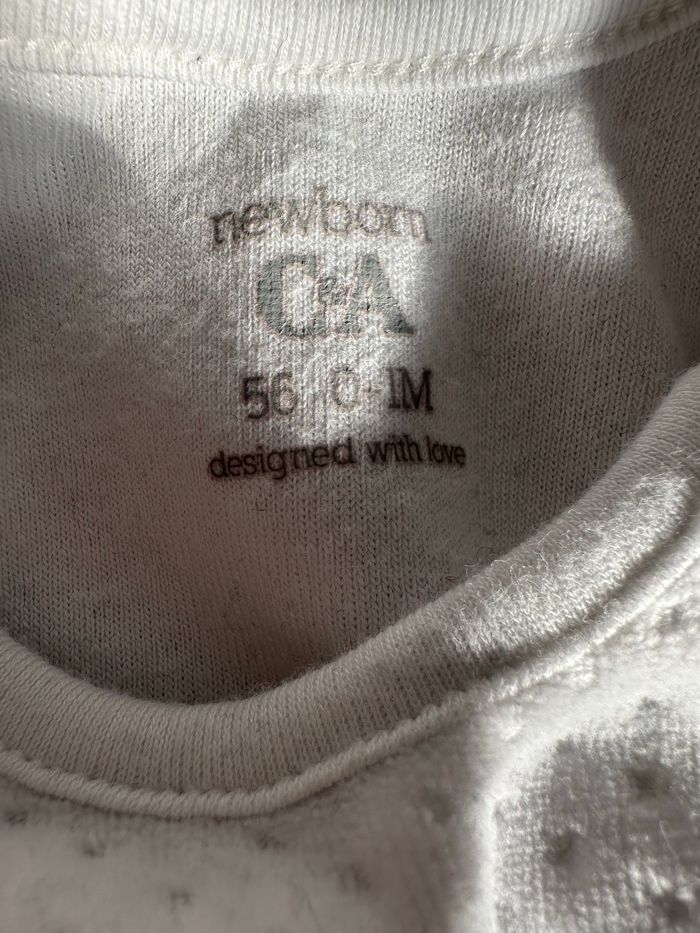 newborn
C&A
56 0-1M
designed with love